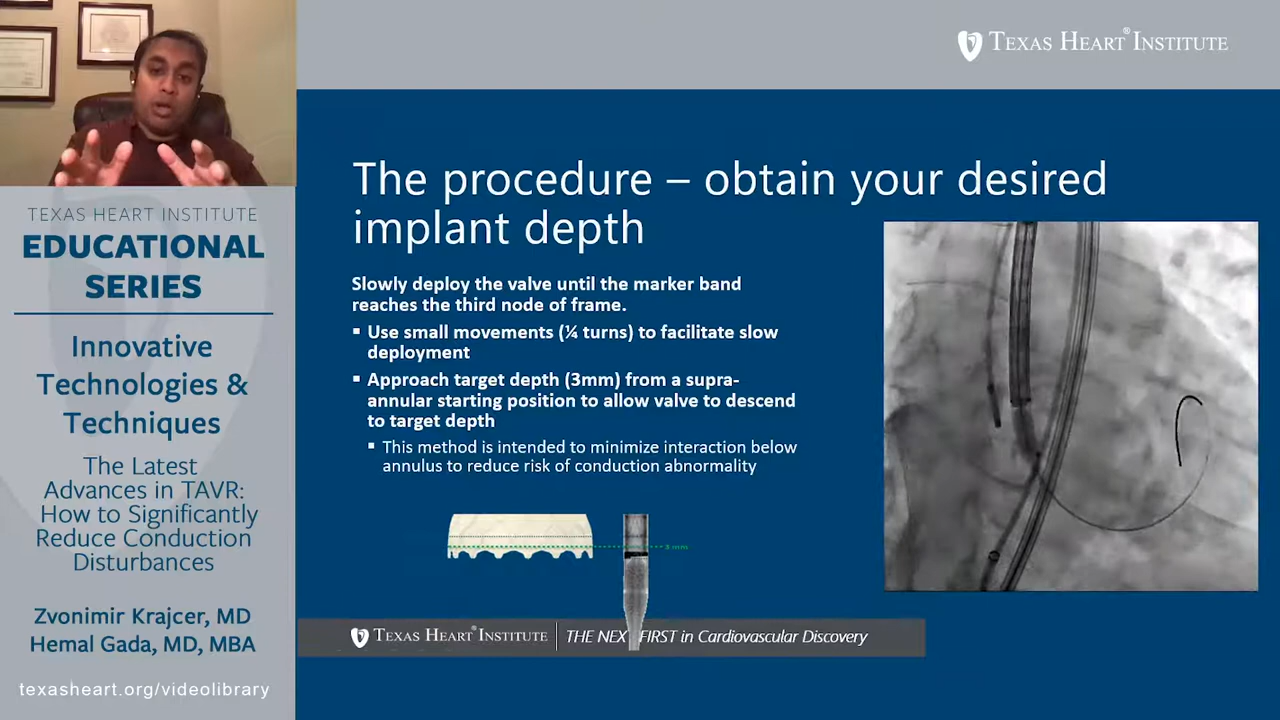 TEXAS HEART® INSTITUTE
TEXAS HEART INSTITUTE
EDUCATIONAL
SERIES
Innovative
Technologies &
Techniques
The Latest
Advances in TAVR:
How to Significantly
Reduce Conduction
Disturbances
Zvonimir Krajcer, MD
Hemal Gada, MD, MBA
texasheart.org/videolibrary
The procedure – obtain your desired
implant depth
Slowly deploy the valve until the marker band
reaches the third node of frame.
▪ Use small movements (¼ turns) to facilitate slow
deployment
▪ Approach target depth (3mm) from a supra-
annular starting position to allow valve to descend
to target depth
▪ This method is intended to minimize interaction below
annulus to reduce risk of conduction abnormality
3 mm
TEXAS HEART® INSTITUTE
THE NEXT FIRST in Cardiovascular Discovery